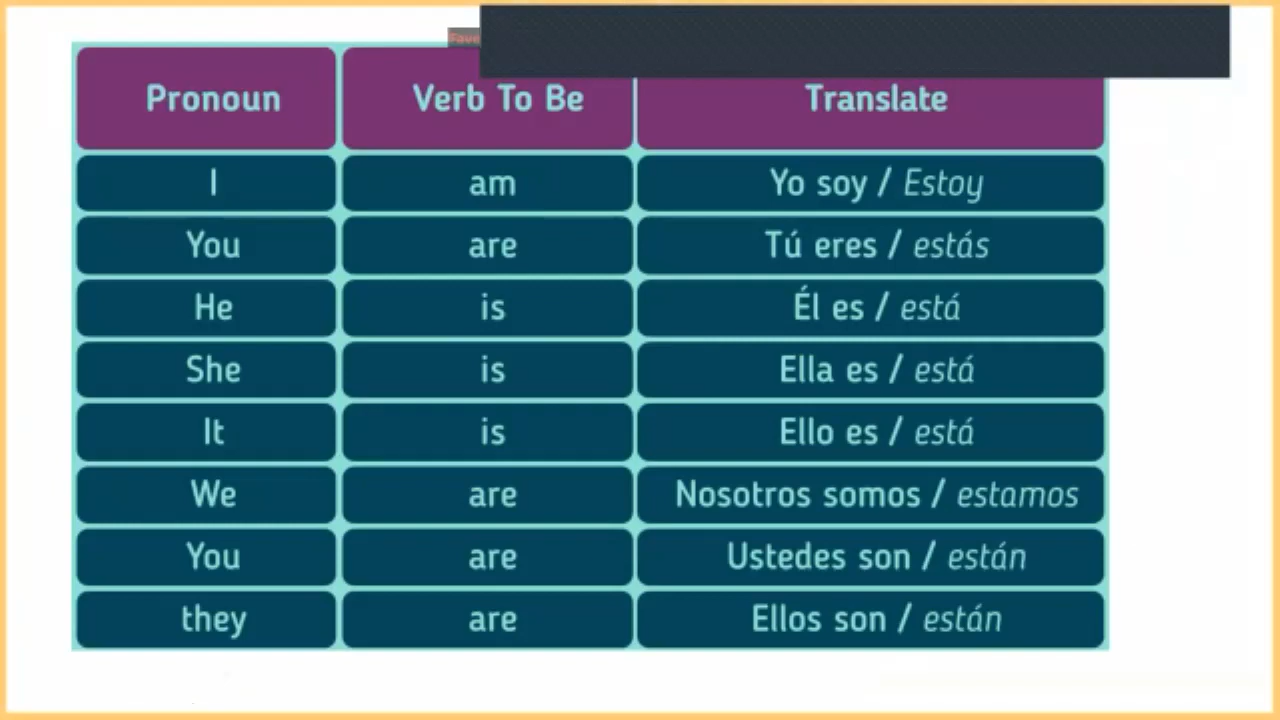 Pronoun Verb To Be Translate
I am Yo soy / Estoy
You are Tú eres / estás
He is Él es / está
She is Ella es / está
It is Ello es / está
We are Nosotros somos / estamos
You are Ustedes son / están
they are Ellos son / están